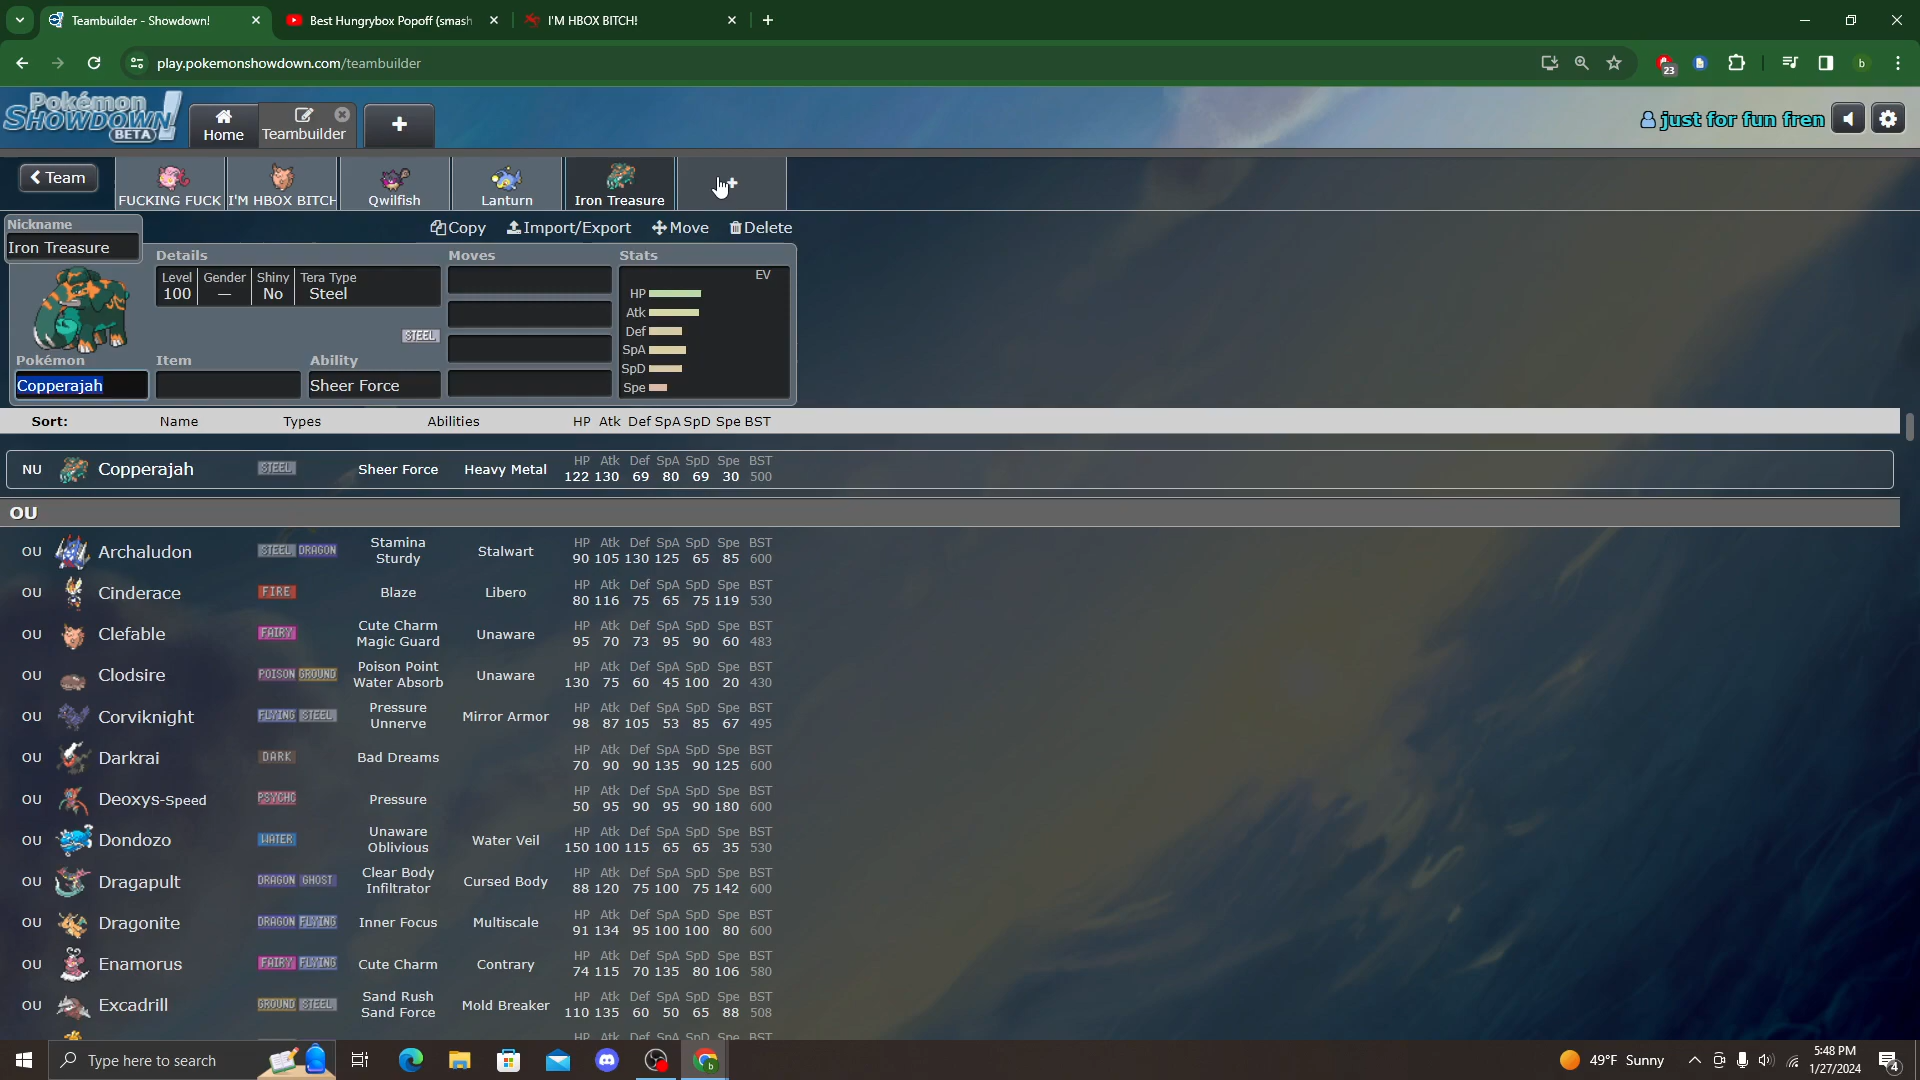 Teambuilder - Showdown!
Best Hungrybox Popoff (smash
I'M HBOX BITCH!
play.pokemonshowdown.com/teambuilder
23
b
Pokémon
SHOWDOWN!
BETA
Home
Teambuilder
just for fun fren
Team
FUCKING FUCK
I'M HBOX BITCH
Qwilfish
Lanturn
Iron Treasure
Copy
Import/Export
Move
Delete
Nickname
Iron Treasure
Details
Moves
Stats
Level Gender Shiny Tera Type
100 — No Steel
EV
HP
Atk
Def
SpA
SpD
Spe
STEEL
Pokémon
Item
Ability
Copperajah
Sheer Force
Sort: Name Types Abilities HP Atk Def SpA SpD Spe BST
NU Copperajah STEEL Sheer Force Heavy Metal
HP Atk Def SpA SpD Spe BST
122 130 69 80 69 30 500
OU
OU Archaludon STEEL DRAGON Stamina Sturdy Stalwart
HP Atk Def SpA SpD Spe BST
90 105 130 125 65 85 600
OU Cinderace FIRE Blaze Libero
HP Atk Def SpA SpD Spe BST
80 116 75 65 75 119 530
OU Clefable FAIRY Cute Charm Magic Guard Unaware
HP Atk Def SpA SpD Spe BST
95 70 73 95 90 60 483
OU Clodsire POISON GROUND Poison Point Water Absorb Unaware
HP Atk Def SpA SpD Spe BST
130 75 60 45 100 20 430
OU Corviknight FLYING STEEL Pressure Unnerve Mirror Armor
HP Atk Def SpA SpD Spe BST
98 87 105 53 85 67 495
OU Darkrai DARK Bad Dreams
HP Atk Def SpA SpD Spe BST
70 90 90 135 90 125 600
OU Deoxys-Speed PSYCHC Pressure
HP Atk Def SpA SpD Spe BST
50 95 90 95 90 180 600
OU Dondozo WATER Unaware Oblivious Water Veil
HP Atk Def SpA SpD Spe BST
150 100 115 65 65 35 530
OU Dragapult DRAGON GHOST Clear Body Infiltrator Cursed Body
HP Atk Def SpA SpD Spe BST
88 120 75 100 75 142 600
OU Dragonite DRAGON FLYING Inner Focus Multiscale
HP Atk Def SpA SpD Spe BST
91 134 95 100 100 80 600
OU Enamorus FAIRY FLYING Cute Charm Contrary
HP Atk Def SpA SpD Spe BST
74 115 70 135 80 106 580
OU Excadrill GROUND STEEL Sand Rush Sand Force Mold Breaker
HP Atk Def SpA SpD Spe BST
110 135 60 50 65 88 508
HP Atk Def SpA SpD Spe BST
Type here to search
b
49°F Sunny
5:48 PM
1/27/2024
4